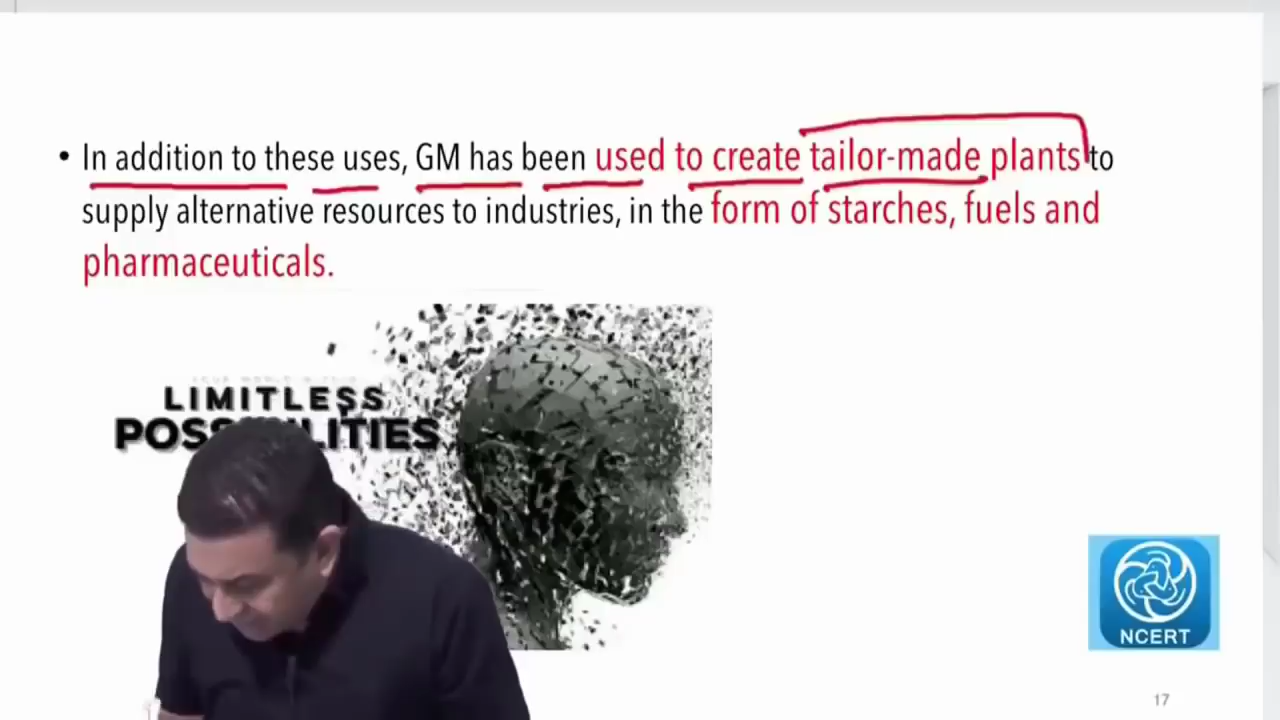 • In addition to these uses, GM has been used to create tailor-made plants to
supply alternative resources to industries, in the form of starches, fuels and
pharmaceuticals.
LIMITLESS
POSSIBILITIES
NCERT
17